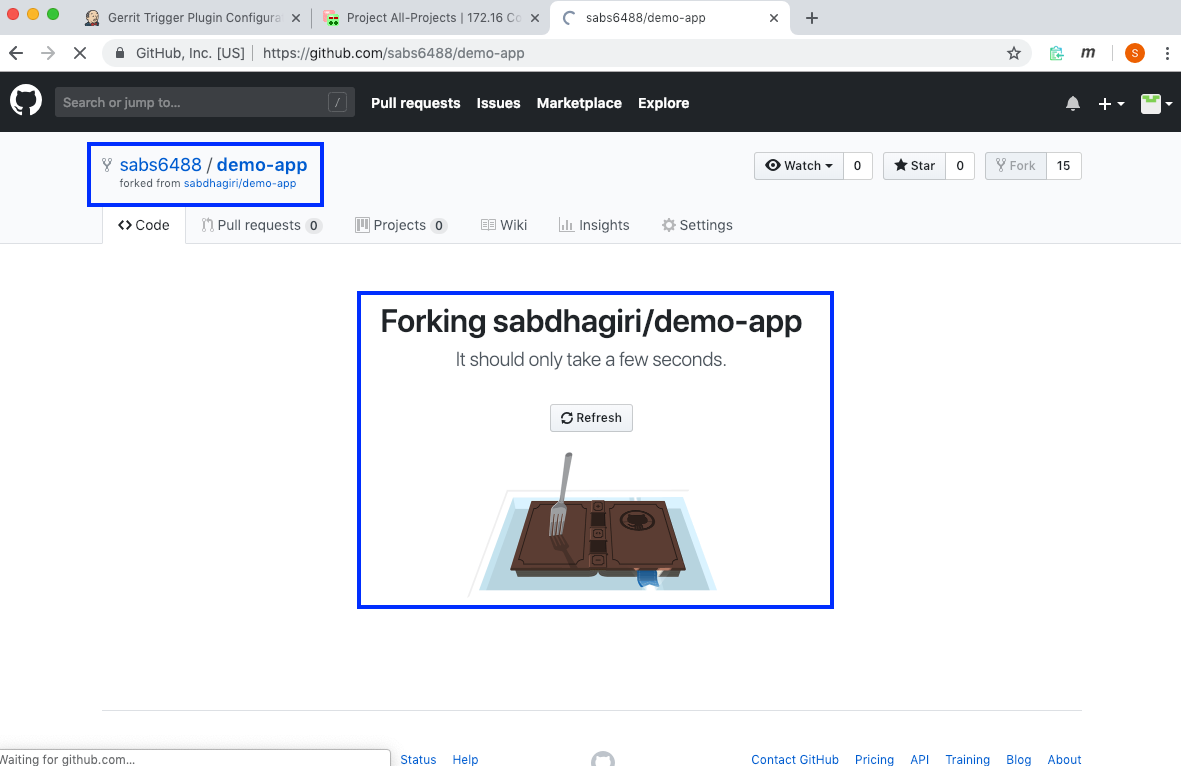 Gerrit Trigger Plugin Configura
Project All-Projects | 172.16 Co
sabs6488/demo-app
GitHub, Inc. [US]
https://github.com/sabs6488/demo-app
m
S
Search or jump to...
/
Pull requests
Issues
Marketplace
Explore
sabs6488 / demo-app
forked from sabdhagiri/demo-app
Watch
0
Star
0
Fork
15
Code
Pull requests 0
Projects 0
Wiki
Insights
Settings
Forking sabdhagiri/demo-app
It should only take a few seconds.
Refresh
Waiting for github.com...
Status
Help
Contact GitHub
Pricing
API
Training
Blog
About